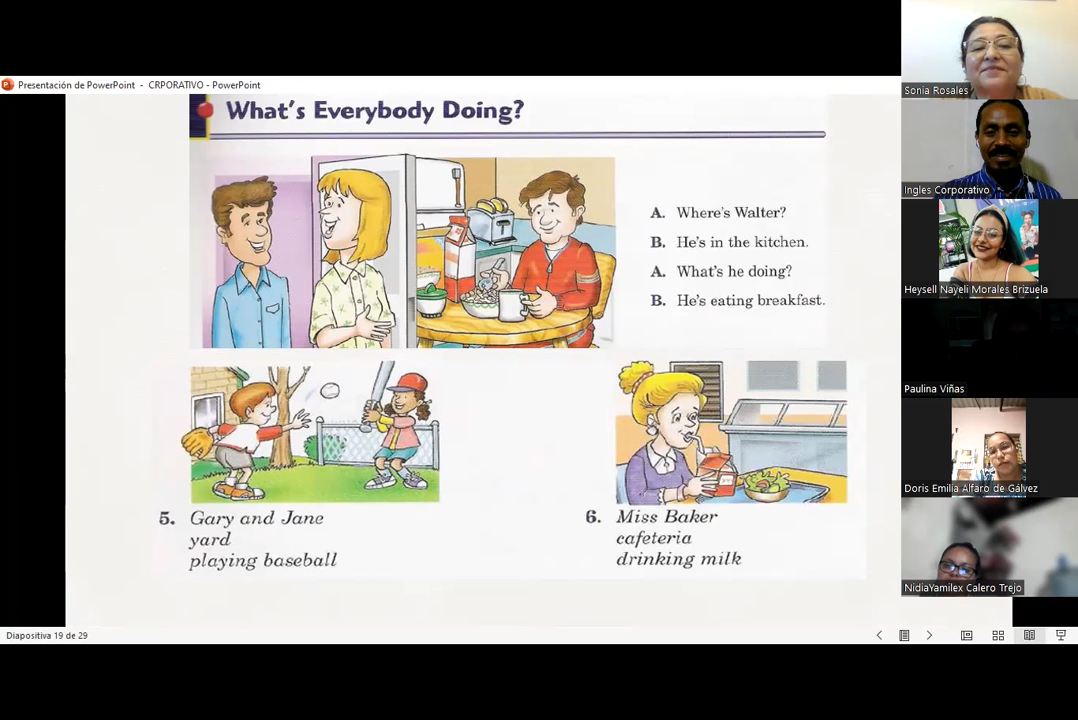 Presentación de PowerPoint - CRPORATIVO - PowerPoint
What's Everybody Doing?
A. Where's Walter?
B. He's in the kitchen.
A. What's he doing?
B. He's eating breakfast.
5. Gary and Jane
yard
playing baseball
6. Miss Baker
cafeteria
drinking milk
Diapositiva 19 de 29
Sonia Rosales
Ingles Corporativo
Heysell Nayeli Morales Brizuela
Paulina Viñas
Doris Emilia Alfaro de Gálvez
NidiaYamilex Calero Trejo